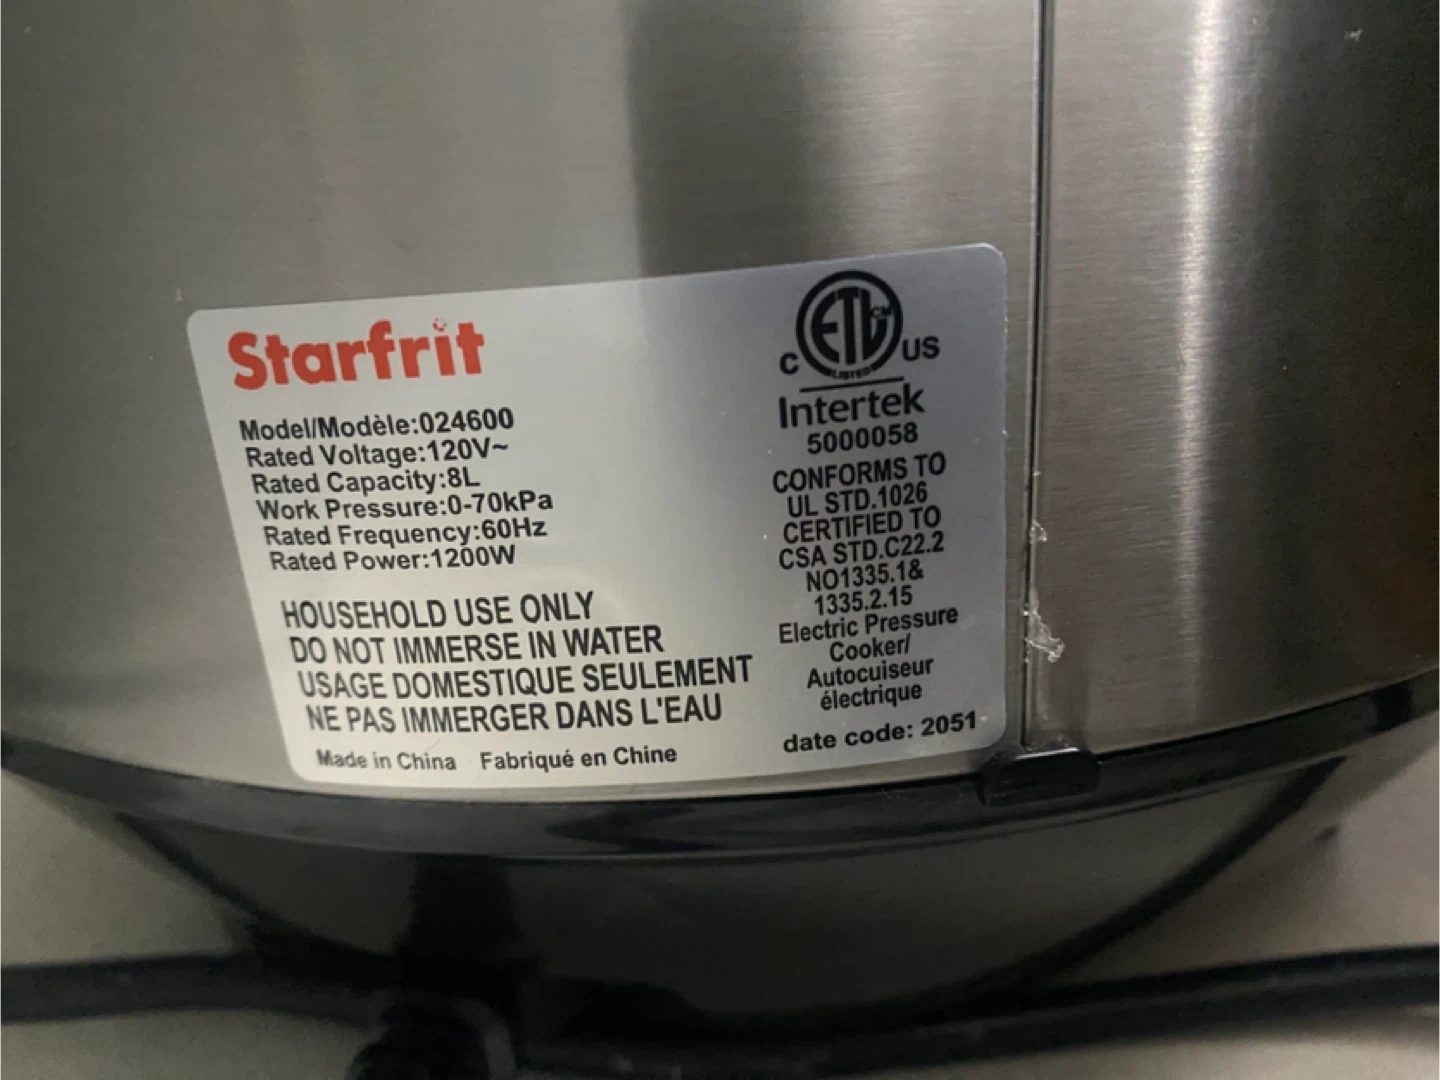 Starfrit
Model/Modèle:024600
Rated Voltage:120V~
Rated Capacity:8L
Work Pressure:0-70kPa
Rated Frequency:60Hz
Rated Power:1200W
HOUSEHOLD USE ONLY
DO NOT IMMERSE IN WATER
USAGE DOMESTIQUE SEULEMENT
NE PAS IMMERGER DANS L'EAU
Made in China Fabriqué en Chine
ETL CM
C US
LISTED
Intertek
5000058
CONFORMS TO
UL STD.1026
CERTIFIED TO
CSA STD.C22.2
NO1335.1&
1335.2.15
Electric Pressure
Cooker/
Autocuiseur
électrique
date code: 2051